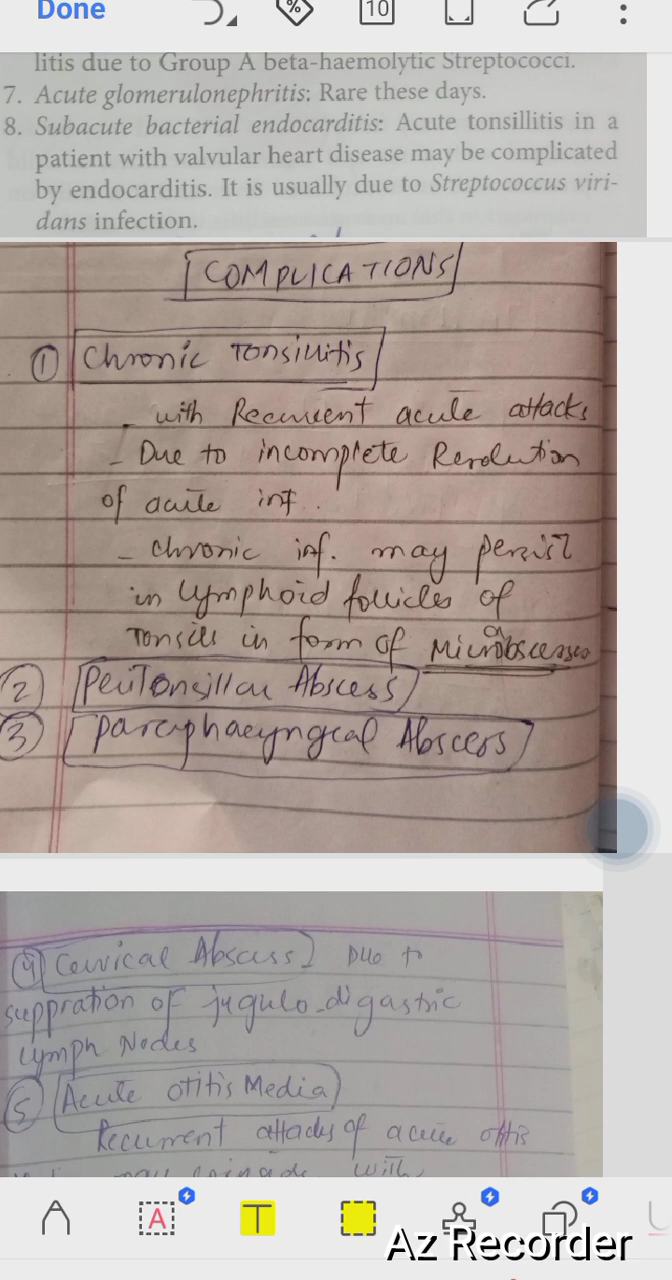 Done
10
litis due to Group A beta-haemolytic Streptococci.
7. Acute glomerulonephritis: Rare these days.
8. Subacute bacterial endocarditis: Acute tonsillitis in a
patient with valvular heart disease may be complicated
by endocarditis. It is usually due to Streptococcus viri-
dans infection.
COMPLICATIONS
① Chronic Tonsillitis
- with Recurrent acute attacks
- Due to incomplete Resolution
of acute inf.
- chronic inf. may persist
in lymphoid follicles of
Tonsils in form of Microabscesses
② Peritonsillar Abscess
③ Parapharyngeal Abscess
④ Cervical Abscess Due to
suppration of jugulo-digastric
Lymph Nodes
⑤ Acute otitis Media
Recurrent attacks of acute otitis
may with
A
T
Az Recorder